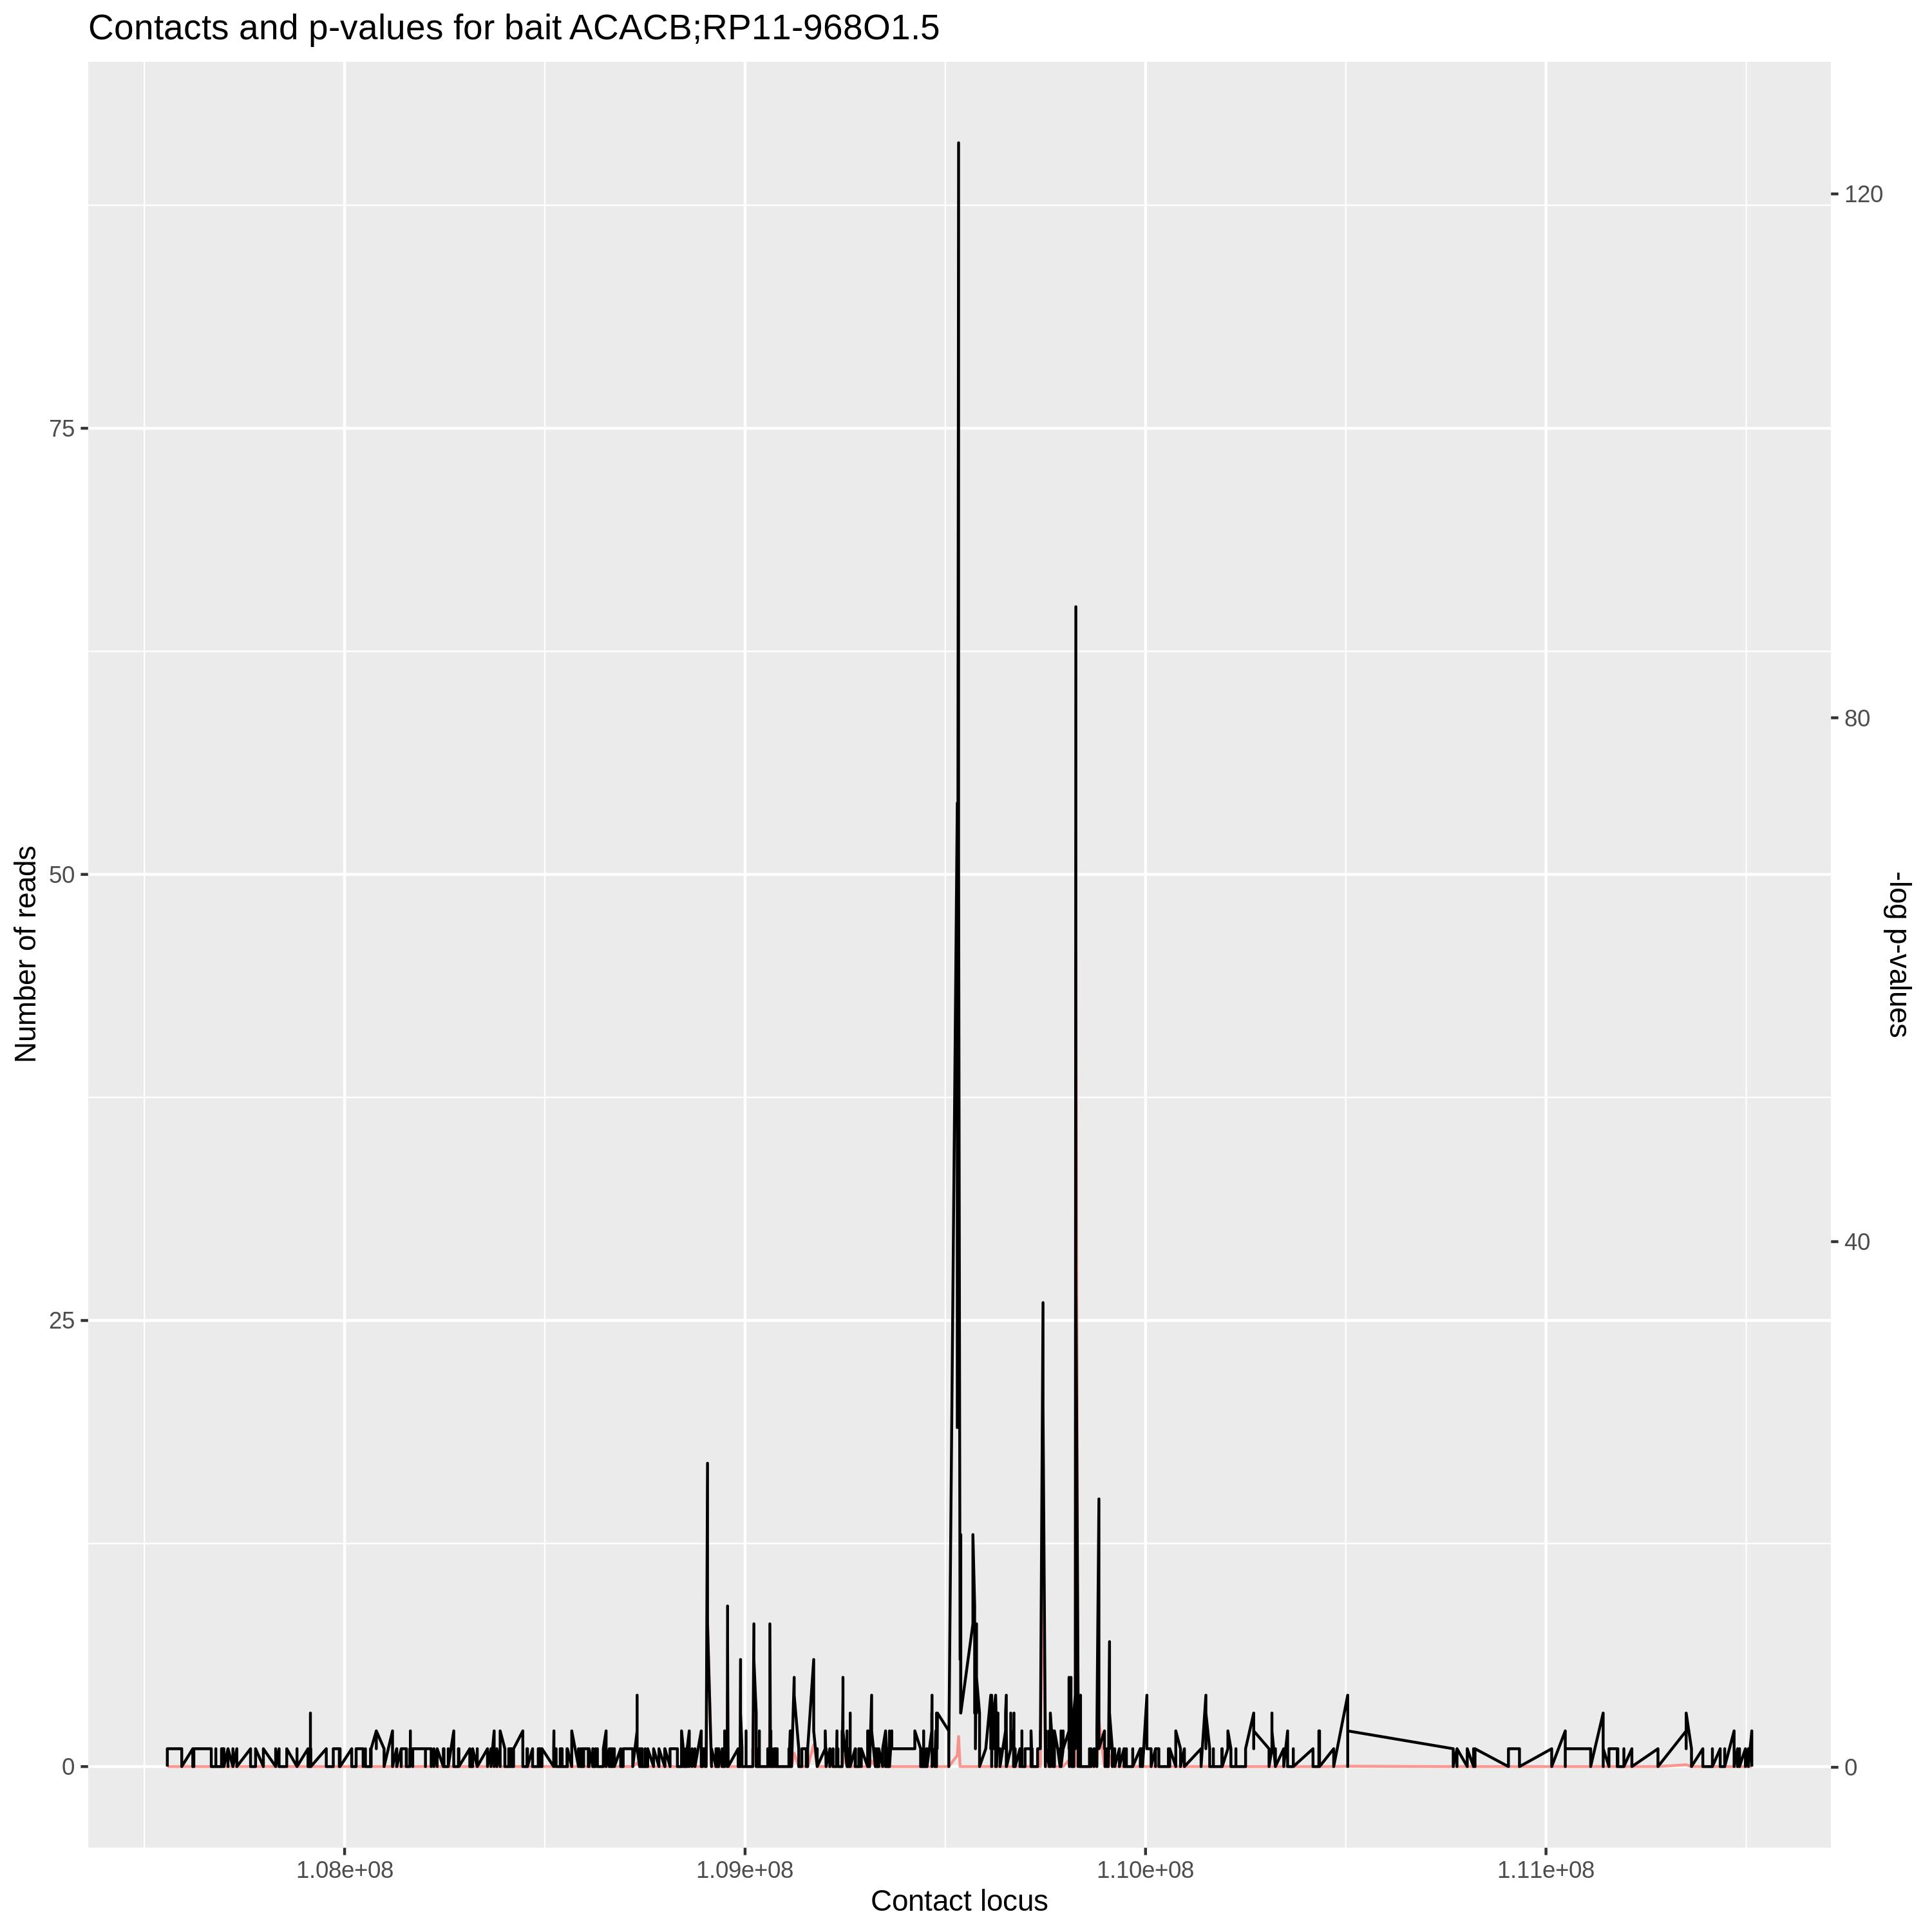 Contacts and p-values for bait ACACB;RP11-968O1.5
120
75
80
50
Number of reads
-log p-values
40
25
0
0
1.08e+08
1.09e+08
1.10e+08
1.11e+08
Contact locus